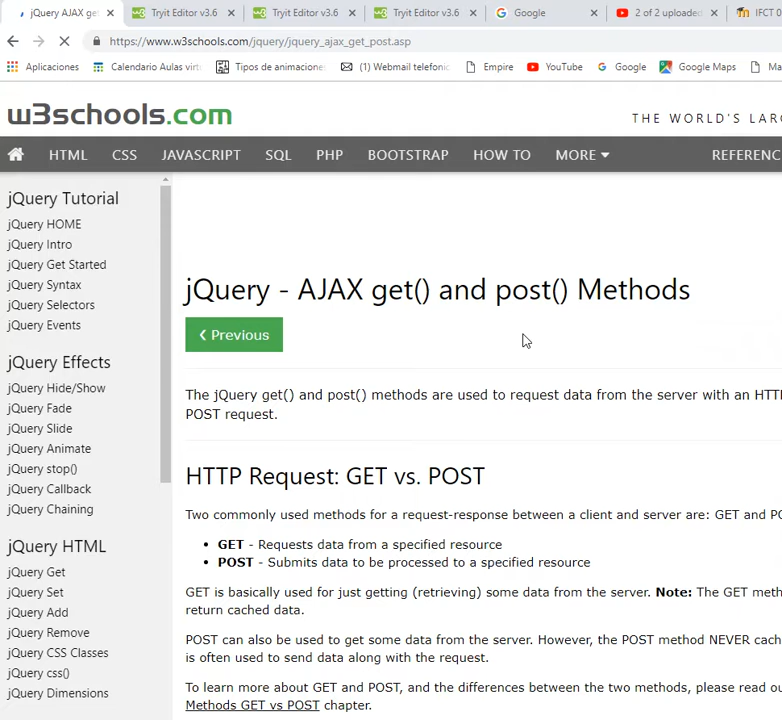 jQuery AJAX ge
Tryit Editor v3.6
Tryit Editor v3.6
Tryit Editor v3.6
Google
2 of 2 uploaded
IFCT 0
https://www.w3schools.com/jquery/jquery_ajax_get_post.asp
Aplicaciones
Calendario Aulas virt
Tipos de animacione
(1) Webmail telefonic
Empire
YouTube
Google
Google Maps
Ma
w3schools.com
THE WORLD'S LAR
HTML
CSS
JAVASCRIPT
SQL
PHP
BOOTSTRAP
HOW TO
MORE
REFERENC
jQuery Tutorial
jQuery HOME
jQuery Intro
jQuery Get Started
jQuery Syntax
jQuery Selectors
jQuery Events
jQuery Effects
jQuery Hide/Show
jQuery Fade
jQuery Slide
jQuery Animate
jQuery stop()
jQuery Callback
jQuery Chaining
jQuery HTML
jQuery Get
jQuery Set
jQuery Add
jQuery Remove
jQuery CSS Classes
jQuery css()
jQuery Dimensions
jQuery - AJAX get() and post() Methods
❮ Previous
The jQuery get() and post() methods are used to request data from the server with an HTT
POST request.
HTTP Request: GET vs. POST
Two commonly used methods for a request-response between a client and server are: GET and PO
• GET - Requests data from a specified resource
• POST - Submits data to be processed to a specified resource
GET is basically used for just getting (retrieving) some data from the server. Note: The GET meth
return cached data.
POST can also be used to get some data from the server. However, the POST method NEVER cach
is often used to send data along with the request.
To learn more about GET and POST, and the differences between the two methods, please read ou
Methods GET vs POST chapter.